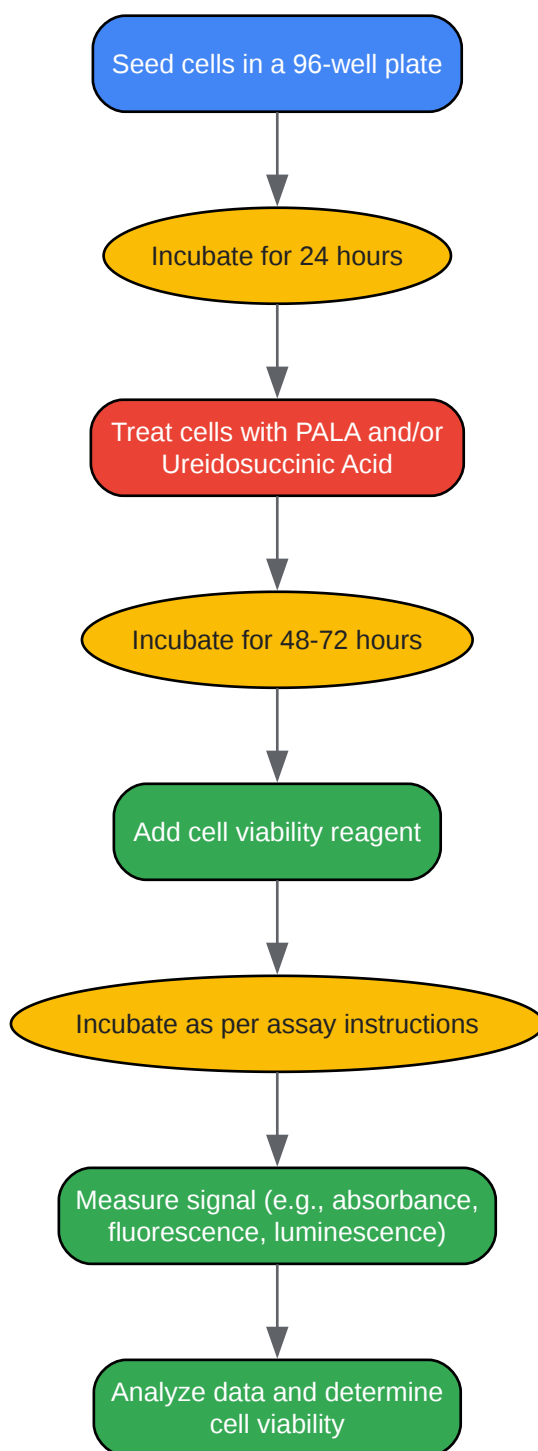 Seed cells in a 96-well plate
Incubate for 24 hours
Treat cells with PALA and/or
Ureidosuccinic Acid
Incubate for 48-72 hours
Add cell viability reagent
Incubate as per assay instructions
Measure signal (e.g., absorbance,
fluorescence, luminescence)
Analyze data and determine
cell viability